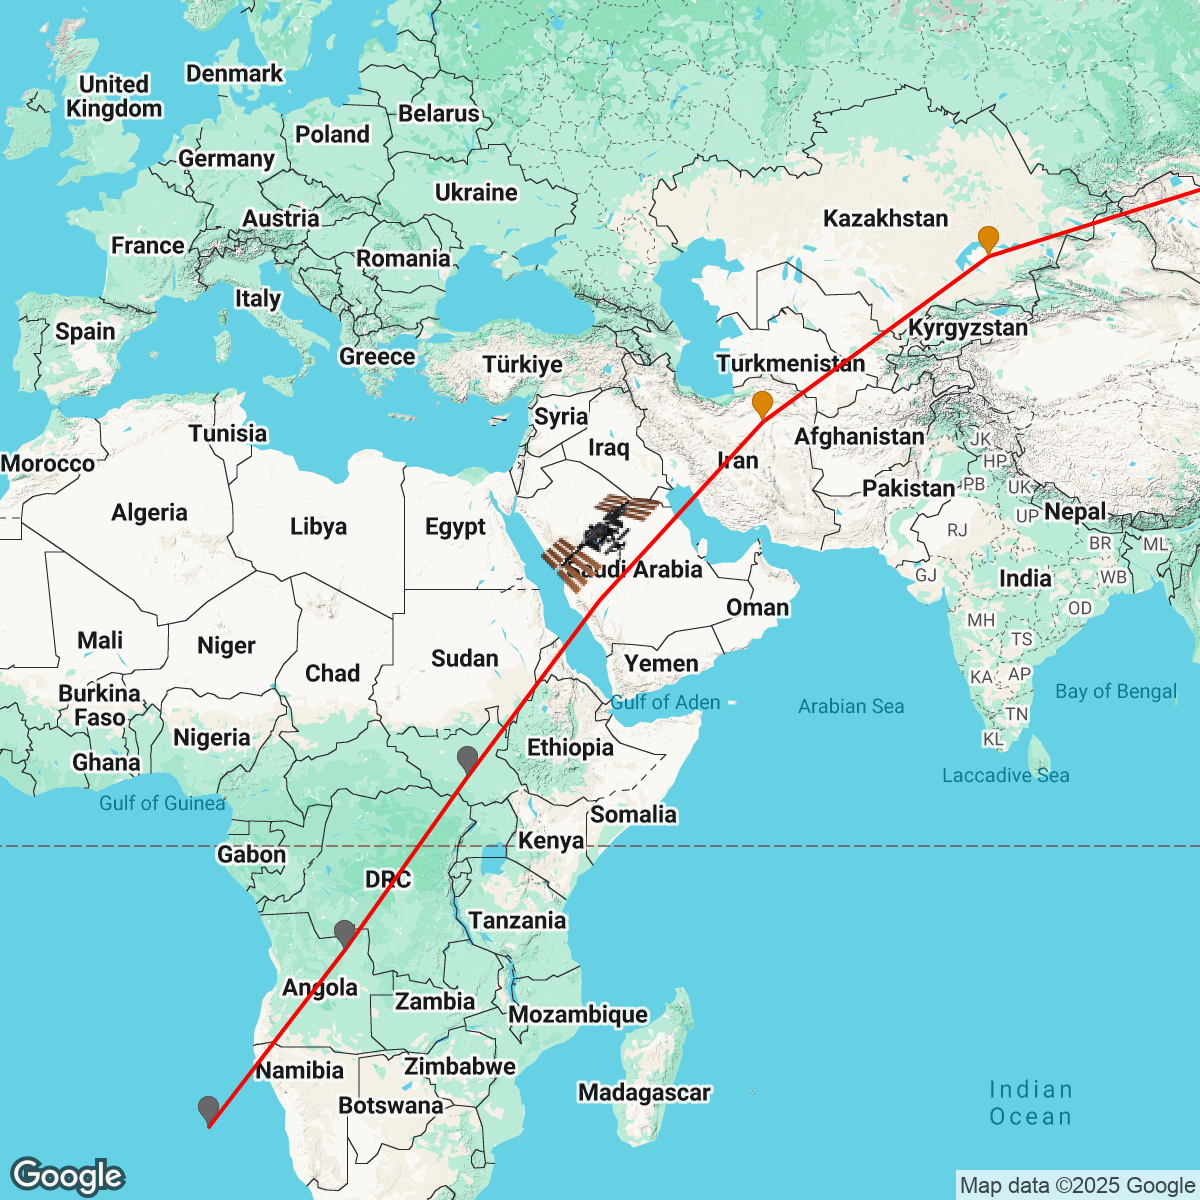 Denmark
United
Kingdom
Belarus
Poland
Germany
Ukraine
Austria
Kazakhstan
France
Romania
Italy
Kyrgyzstan
Spain
Greece
Türkiye
Turkmenistan
Syria
Tunisia
Iraq
Afghanistan
JK
Morocco
Iran
HP
PB
UK
Pakistan
Algeria
Libya
Egypt
UP
Nepal
RJ
BR
ML
Saudi Arabia
GJ
India
WB
Oman
OD
MH
TS
Mali
Niger
Sudan
Yemen
Chad
KA
AP
Burkina
Faso
Gulf of Aden
Arabian Sea
Bay of Bengal
TN
Nigeria
KL
Ethiopia
Ghana
Laccadive Sea
Gulf of Guinea
Somalia
Kenya
Gabon
DRC
Tanzania
Angola
Zambia
Mozambique
Namibia
Zimbabwe
Madagascar
Indian
Ocean
Botswana
Google
Map data ©2025 Google